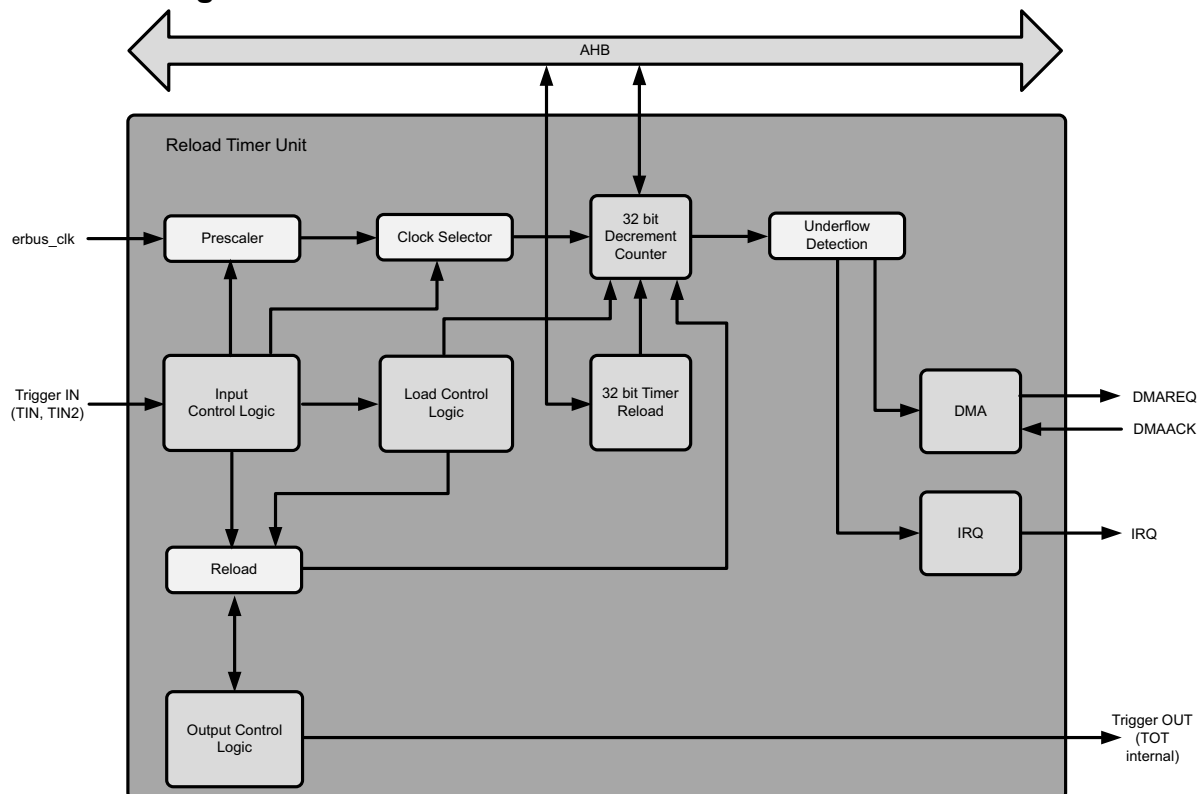 AHB
Reload Timer Unit
erbus_clk
Prescaler
Clock Selector
32 bit
Decrement
Counter
Underflow
Detection
Trigger IN
(TIN, TIN2)
Input
Control Logic
Load Control
Logic
32 bit Timer
Reload
DMA
DMAREQ
DMAACK
IRQ
IRQ
Reload
Output Control
Logic
Trigger OUT
(TOT
internal)